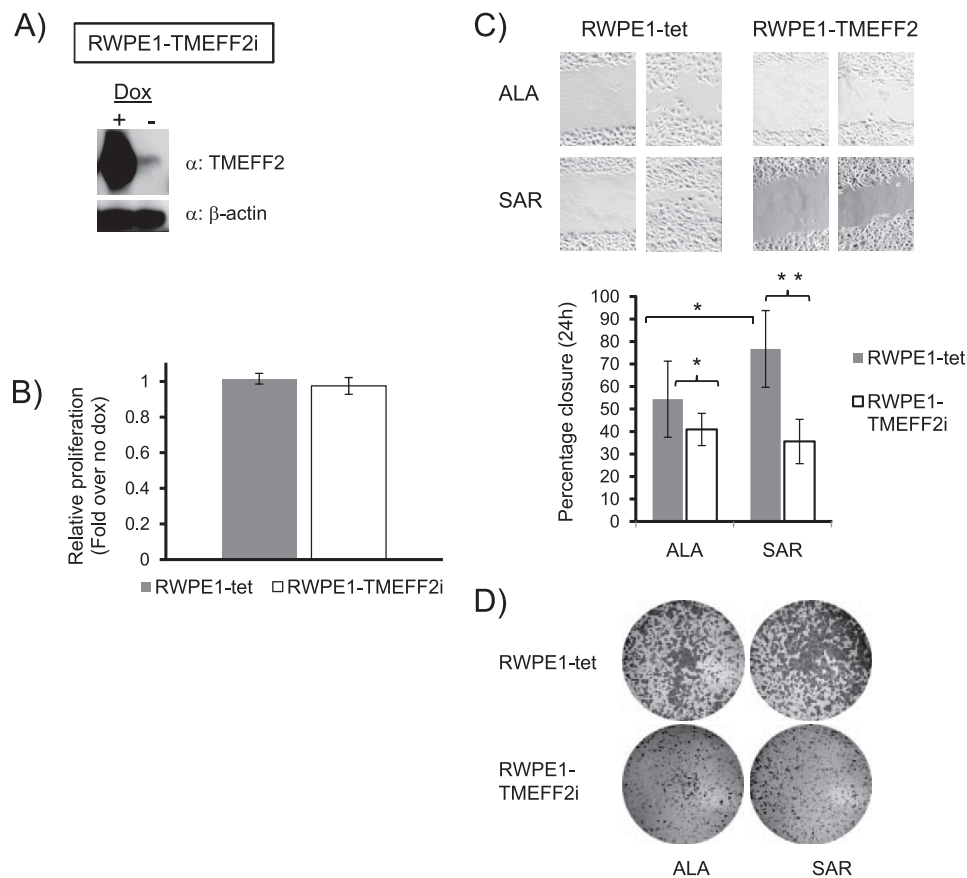 A)
RWPE1-TMEFF2i
Dox
+ -
α: TMEFF2
α: β-actin
B)
Relative proliferation
(Fold over no dox)
1
0.8
0.6
0.4
0.2
0
RWPE1-tet RWPE1-TMEFF2i
C)
RWPE1-tet RWPE1-TMEFF2
ALA
SAR
Percentage closure (24h)
100
90
80
70
60
50
40
30
20
10
0
*
*
* *
ALA SAR
RWPE1-tet
RWPE1-
TMEFF2i
D)
RWPE1-tet
RWPE1-
TMEFF2i
ALA SAR